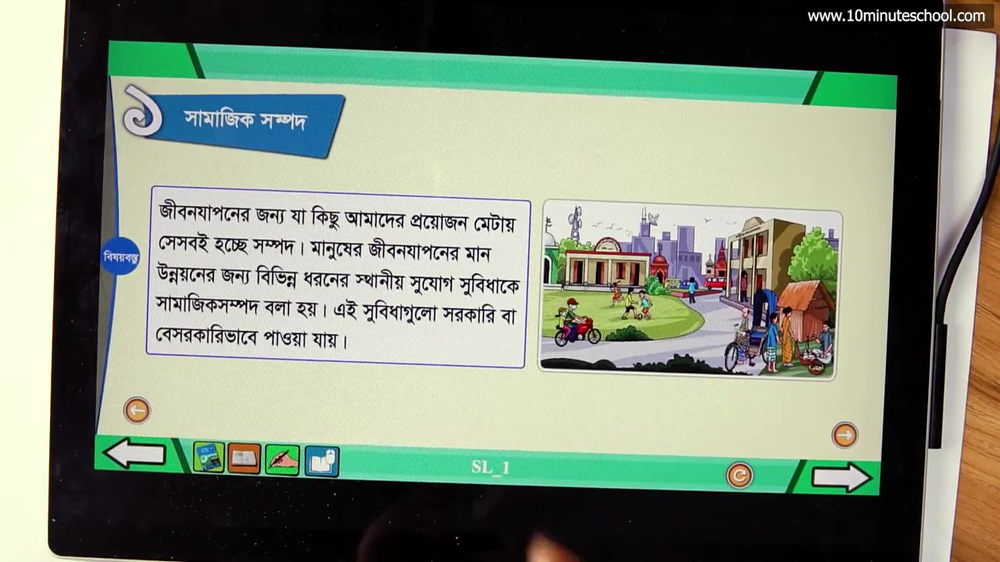 www.10minuteschool.com
১ সামাজিক সম্পদ
জীবনযাপনের জন্য যা কিছু আমাদের প্রয়োজন মেটায়
সেসবই হচ্ছে সম্পদ। মানুষের জীবনযাপনের মান
উন্নয়নের জন্য বিভিন্ন ধরনের স্থানীয় সুযোগ সুবিধাকে
সামাজিকসম্পদ বলা হয়। এই সুবিধাগুলো সরকারি বা
বেসরকারিভাবে পাওয়া যায়।
বিষয়বস্তু
SL_1